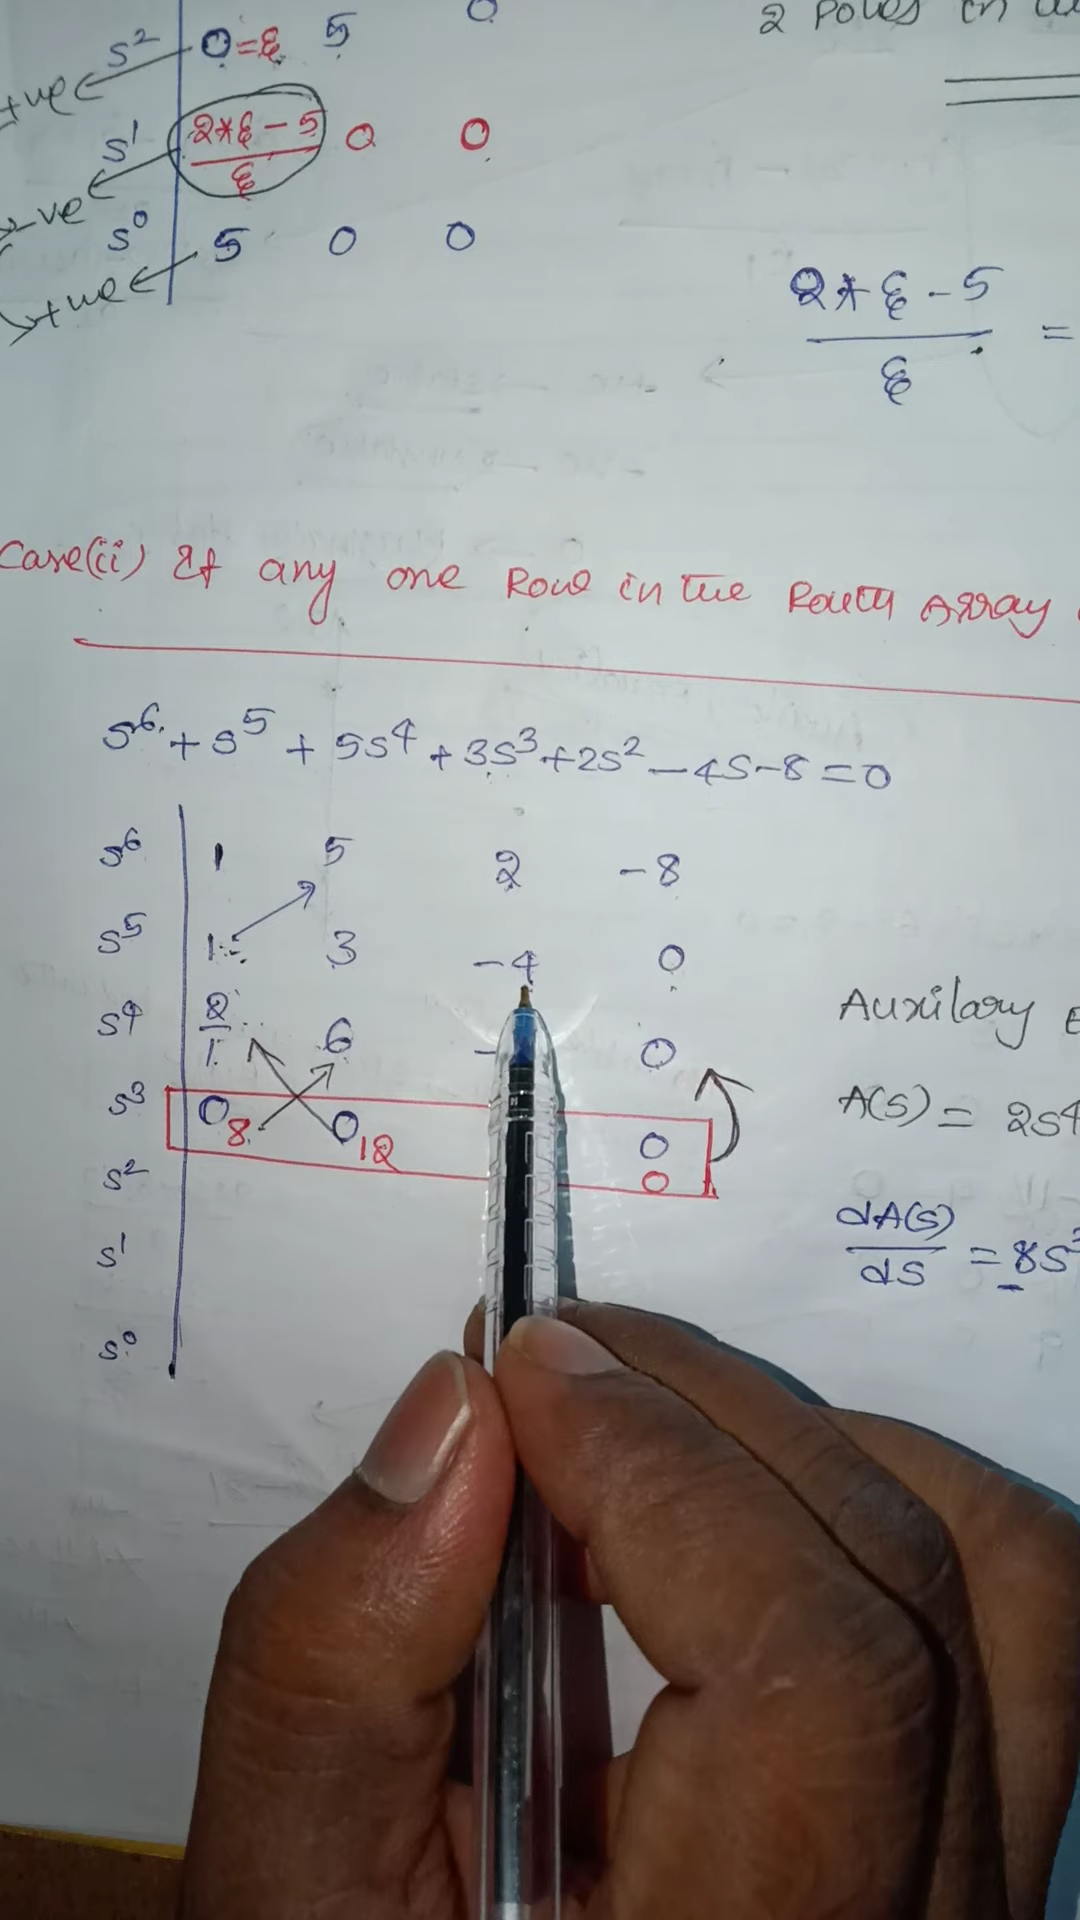 2 Poles in
S² 0=ε 5 0
+ve
S¹ 2*ε-5/ε 0 0
-ve
S⁰ 5 0 0
+ve
2*ε-5/ε =
Case(ii) If any one Row in the Routh Array
S⁶+S⁵+5S⁴+3S³+2S²-4S-8=0
S⁶ 1 5 2 -8
S⁵ 1 3 -4 0
S⁴ 2/1 6 - 0
S³ 0 8 0 12 0 0
S²
S¹
S⁰
Auxilary E
A(S) = 2S⁴
dA(S)/dS = 8S³